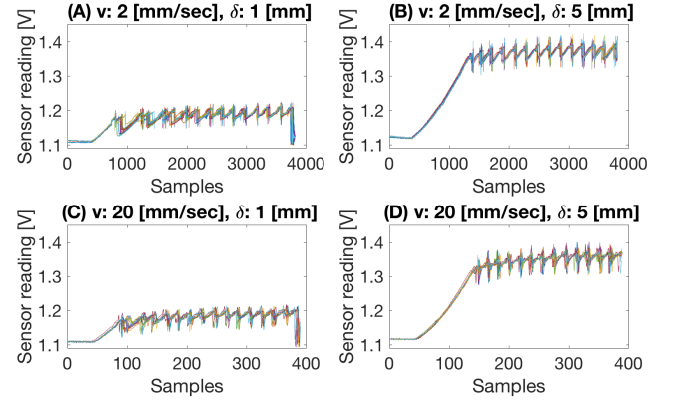 (A) v: 2 [mm/sec], δ: 1 [mm]
Sensor reading [V]
1.4
1.3
1.2
1.1
0 1000 2000 3000 4000
Samples
(B) v: 2 [mm/sec], δ: 5 [mm]
Sensor reading [V]
1.4
1.3
1.2
1.1
0 1000 2000 3000 4000
Samples
(C) v: 20 [mm/sec], δ: 1 [mm]
Sensor reading [V]
1.4
1.3
1.2
1.1
0 100 200 300 400
Samples
(D) v: 20 [mm/sec], δ: 5 [mm]
Sensor reading [V]
1.4
1.3
1.2
1.1
0 100 200 300 400
Samples